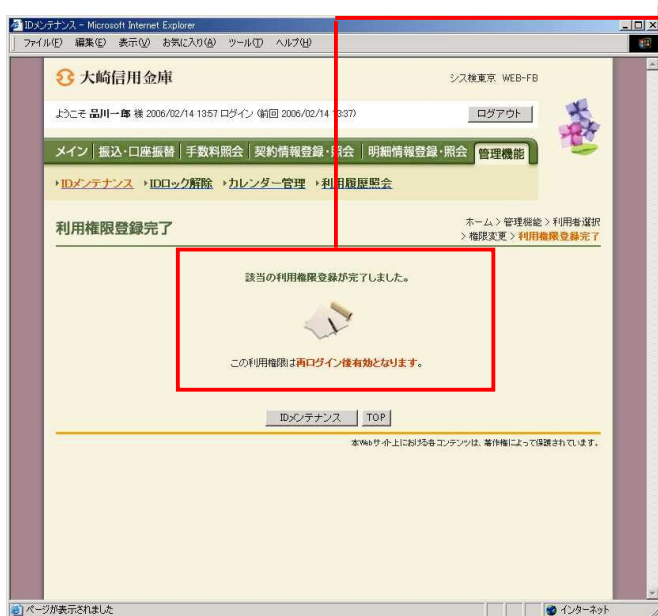 IDメンテナンス - Microsoft Internet Explorer
ファイル(F) 編集(E) 表示(V) お気に入り(A) ツール(T) ヘルプ(H)
大崎信用金庫
シス検東京 WEB-FB
ようこそ 品川一郎 様 2006/02/14 1357 ログイン (前回 2006/02/14 1337)
ログアウト
メイン 振込・口座振替 手数料照会 契約情報登録・照会 明細情報登録・照会 管理機能
IDメンテナンス IDロック解除 カレンダー管理 利用履歴照会
利用権限登録完了
ホーム > 管理機能 > 利用者選択
> 権限変更 > 利用権限登録完了
該当の利用権限登録が完了しました。
この利用権限は再ログイン後有効となります。
IDメンテナンス TOP
本Webサイト上における各コンテンツは、著作権によって保護されています。
ページが表示されました
インターネット